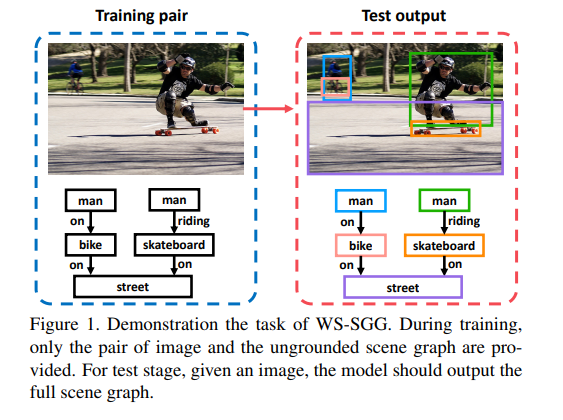 Training pair
Test output
man
man
on
riding
bike
skateboard
on
on
street
man
man
on
riding
bike
skateboard
on
on
street
Figure 1. Demonstration the task of WS-SGG. During training,
only the pair of image and the ungrounded scene graph are pro-
vided. For test stage, given an image, the model should output the
full scene graph.